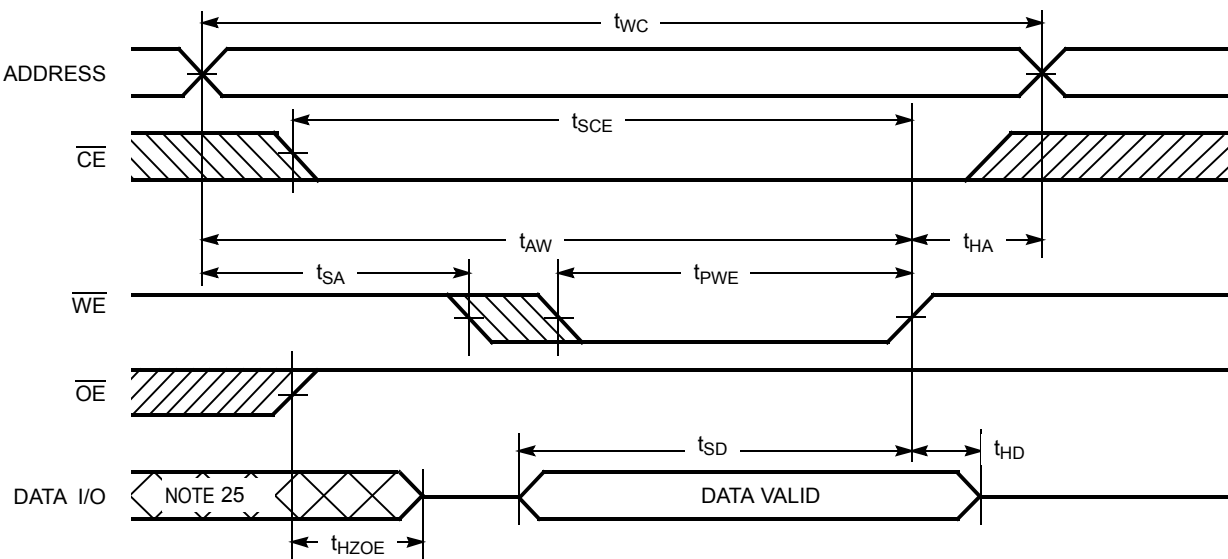 tWC
ADDRESS
tSCE
CE
tAW
tHA
tSA
tPWE
WE
OE
tSD
tHD
DATA I/O
NOTE 25
DATA VALID
tHZOE